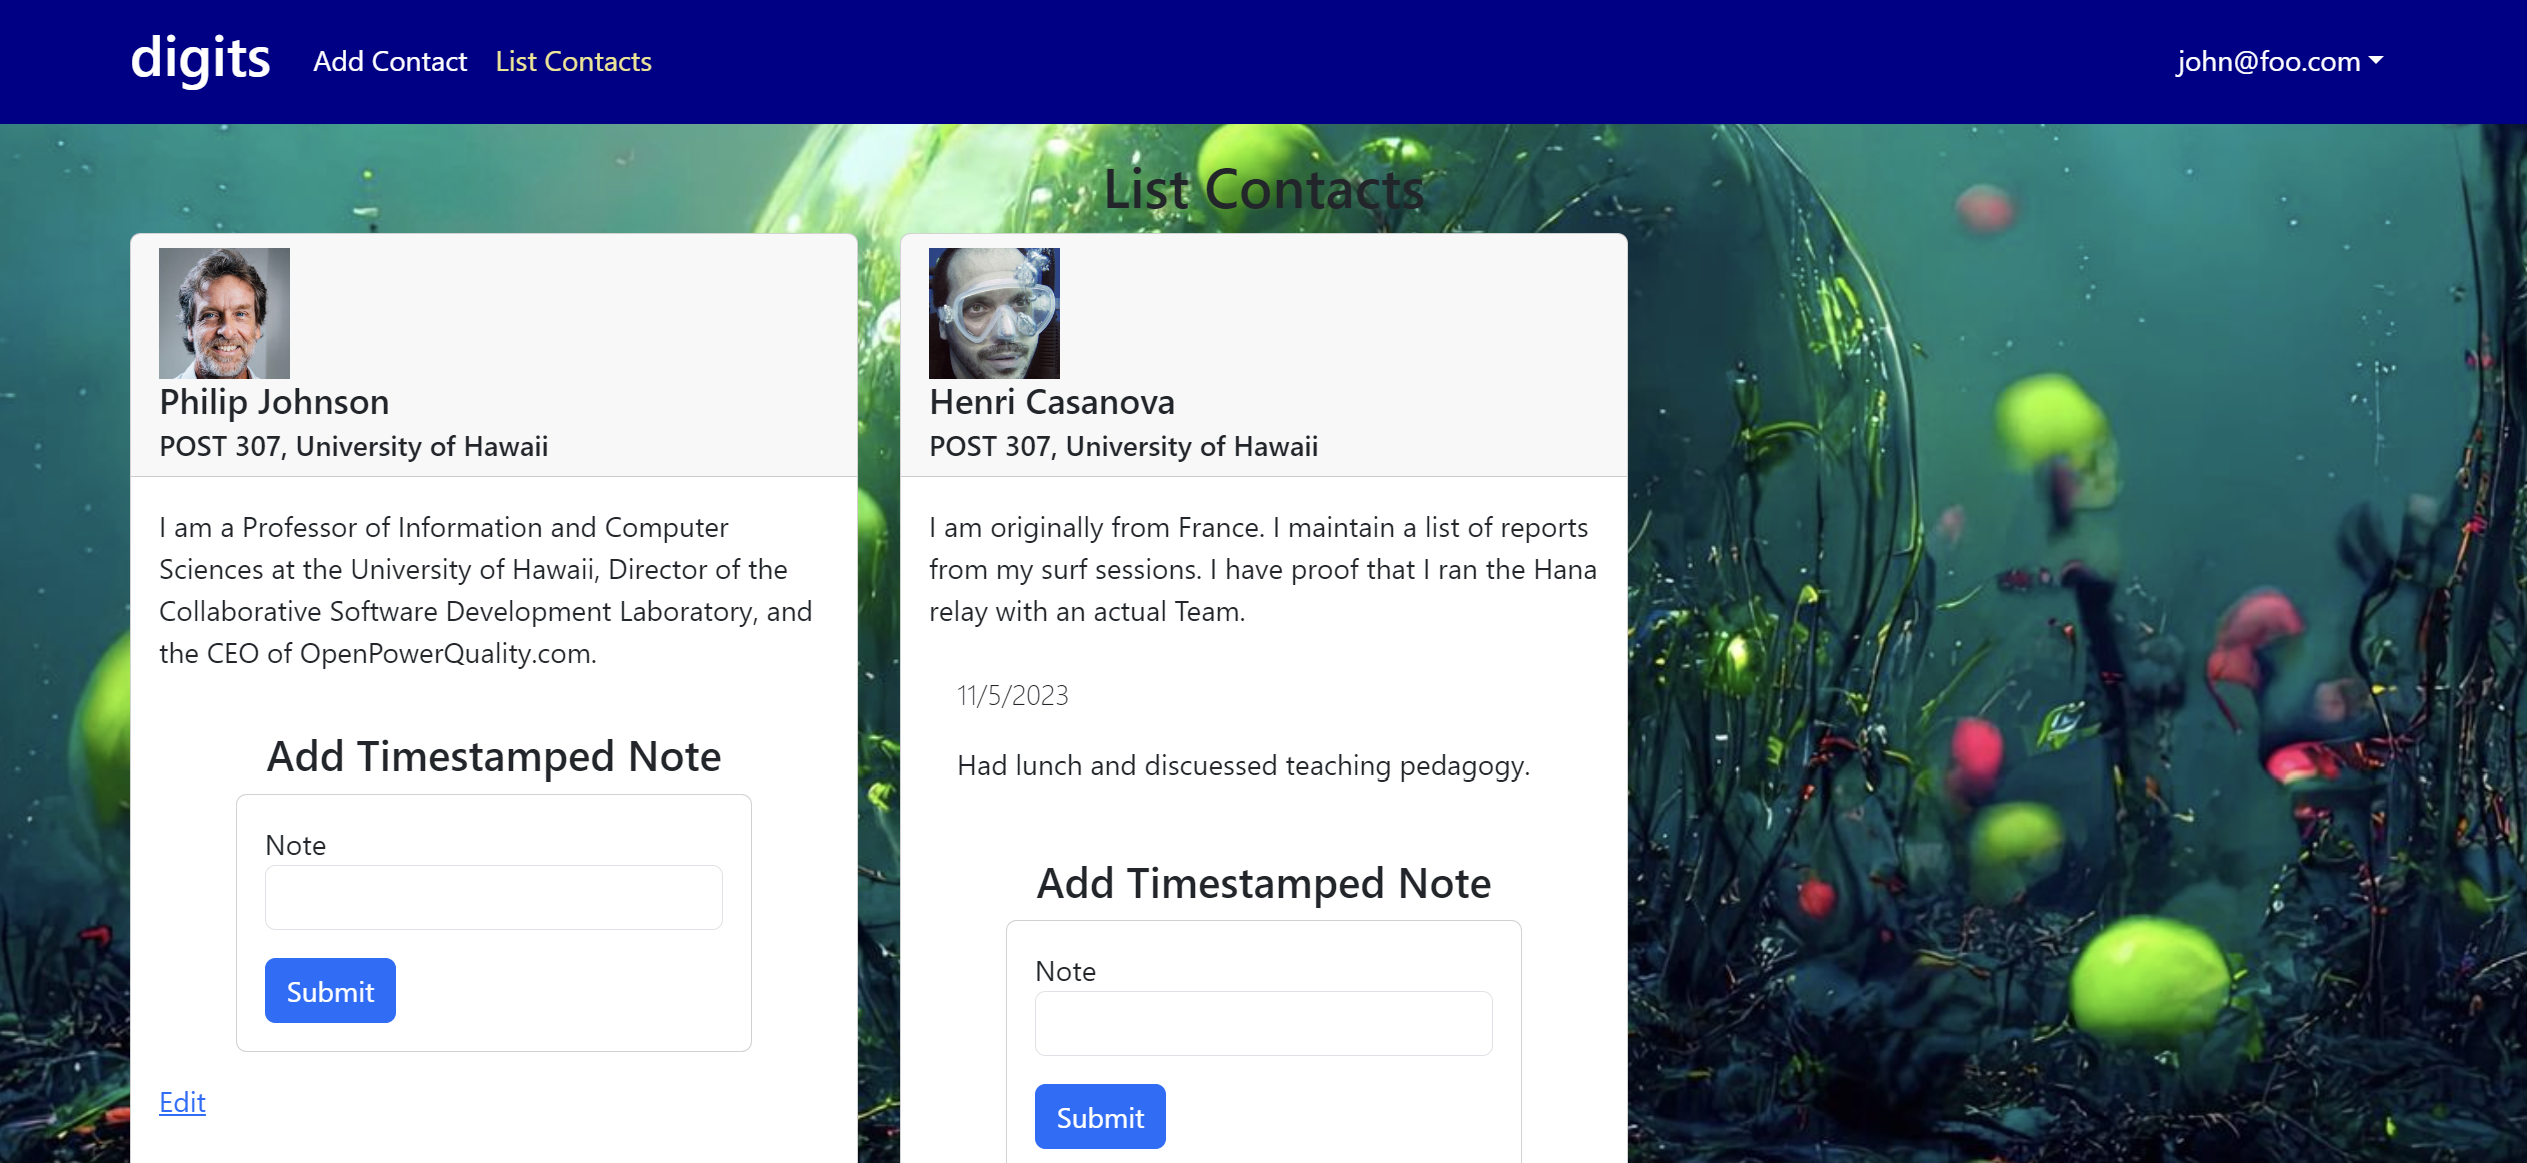 digits Add Contact List Contacts john@foo.com
List Contacts
Philip Johnson
POST 307, University of Hawaii
I am a Professor of Information and Computer
Sciences at the University of Hawaii, Director of the
Collaborative Software Development Laboratory, and
the CEO of OpenPowerQuality.com.
Add Timestamped Note
Note
Submit
Edit
Henri Casanova
POST 307, University of Hawaii
I am originally from France. I maintain a list of reports
from my surf sessions. I have proof that I ran the Hana
relay with an actual Team.
11/5/2023
Had lunch and discuessed teaching pedagogy.
Add Timestamped Note
Note
Submit